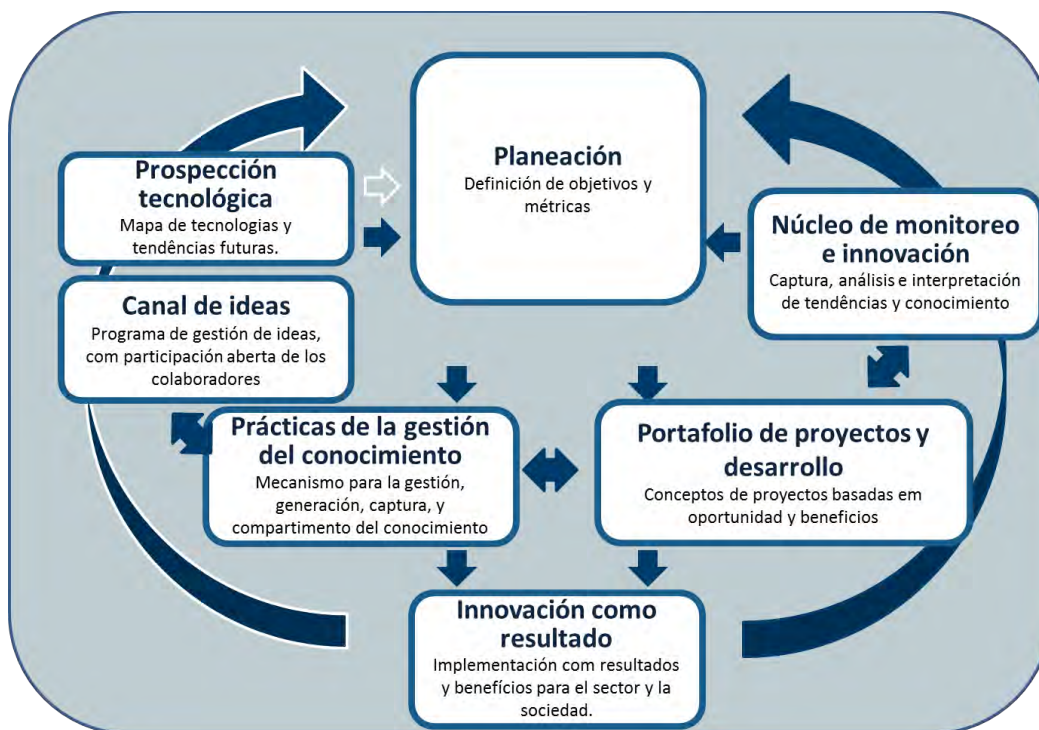 Planeación
Definición de objetivos y
métricas
Prospección
tecnológica
Mapa de tecnologias y
tendências futuras.
Núcleo de monitoreo
e innovación
Captura, análisis e interpretación
de tendências y conocimiento
Canal de ideas
Programa de gestión de ideas,
com participación aberta de los
colaboradores
Prácticas de la gestión
del conocimiento
Mecanismo para la gestión,
generación, captura, y
compartimento del conocimiento
Portafolio de proyectos y
desarrollo
Conceptos de proyectos basadas em
oportunidad y beneficios
Innovación como
resultado
Implementación com resultados
y benefícios para el sector y la
sociedad.